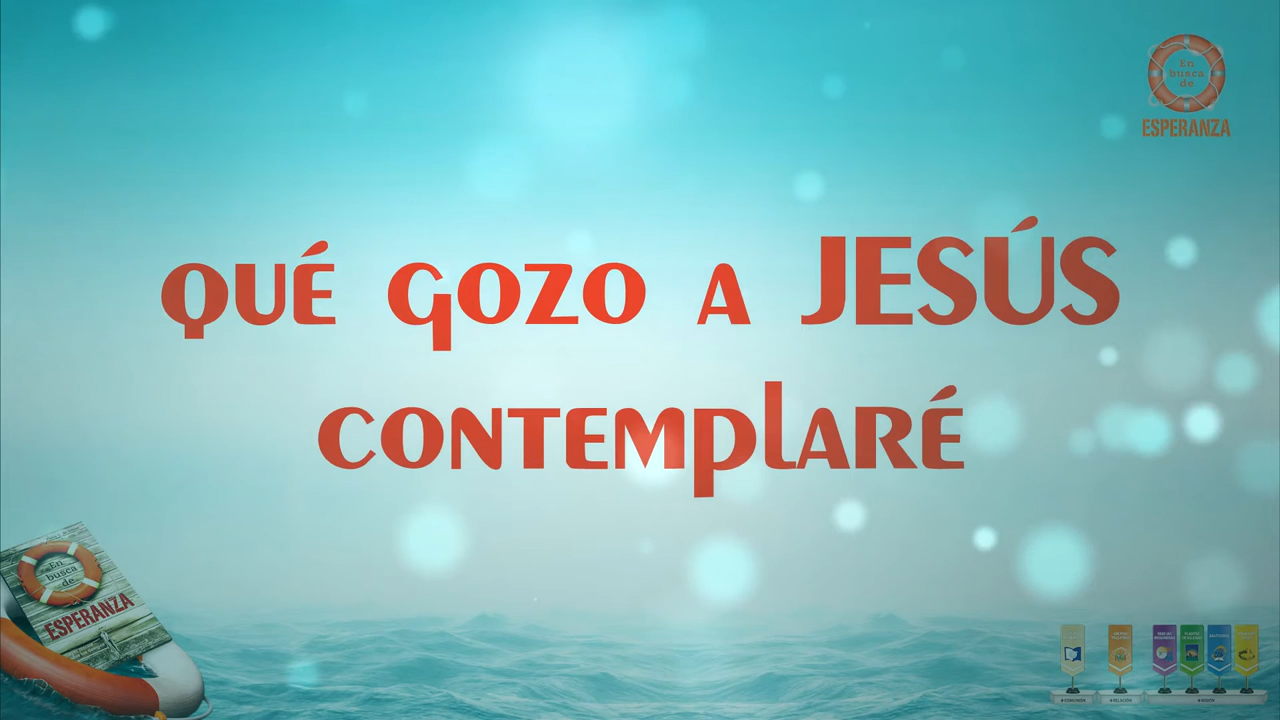 En
busca
de
ESPERANZA
QUÉ GOZO A JESÚS
CONTEMPLARÉ
En
busca
de
ESPERANZA